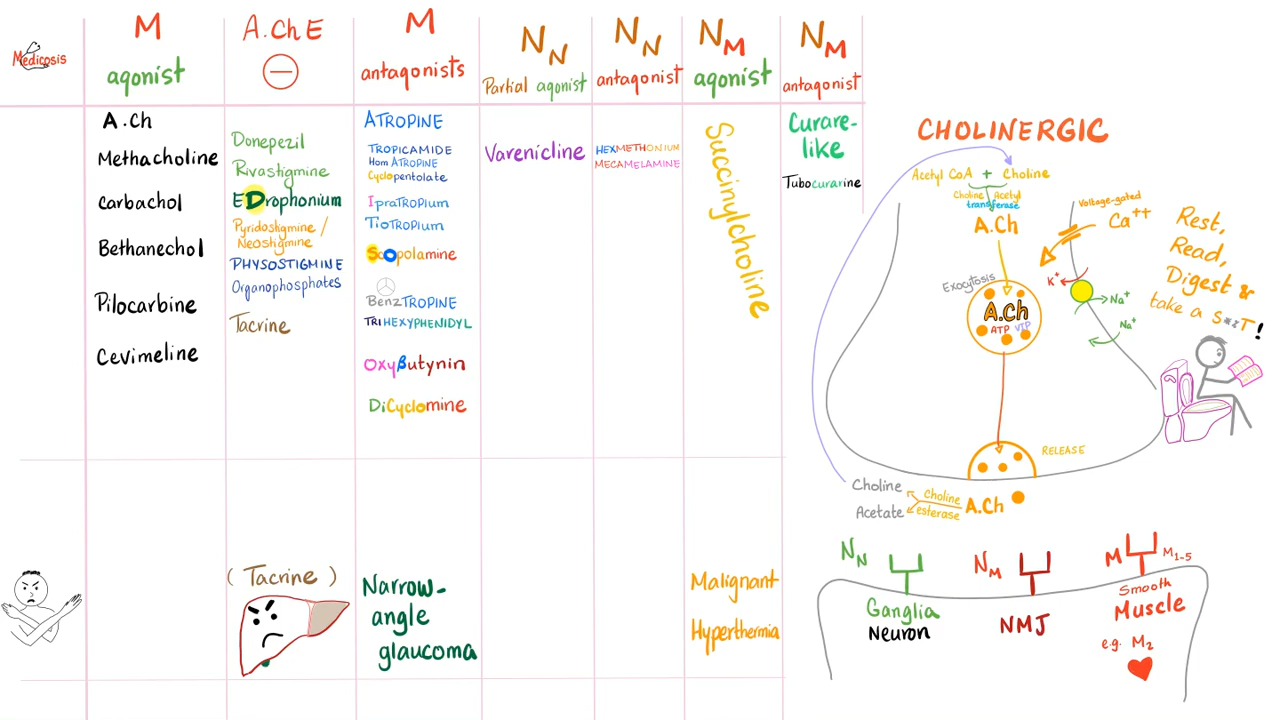 Medicosis
M
agonist
A.ChE
M
antagonists
NN
Partial agonist
NN
antagonist
NM
agonist
NM
antagonist
A.Ch
Methacholine
Carbachol
Bethanechol
Pilocarbine
Cevimeline
Donepezil
Rivastigmine
EDrophonium
Pyridostigmine /
Neostigmine
PHYSOSTIGMINE
Organophosphates
Tacrine
ATROPINE
TROPICAMIDE
Hom ATROPINE
Cyclopentolate
IpraTROPIUM
TioTROPIUM
Scopolamine
BenzTROPINE
TRIHEXYPHENIDYL
Oxyβutynin
DiCyclomine
Varenicline
HEXMETHONIUM
MECAMELAMINE
Succinylcholine
Curare-
like
Tubocurarine
(Tacrine)
Narrow-
angle
glaucoma
Malignant
Hyperthermia
CHOLINERGIC
Acetyl CoA + Choline
Choline Acetyl
transferase
A.Ch
Voltage-gated
Ca++
K+
Na+
Na+
Exocytosis
A.Ch
ATP VIP
Rest,
Read,
Digest &
take a S**T!
RELEASE
Choline
Acetate
Choline
esterase
A.Ch
NN
Ganglia
Neuron
NM
NMJ
M M1-5
Smooth
Muscle
e.g. M2